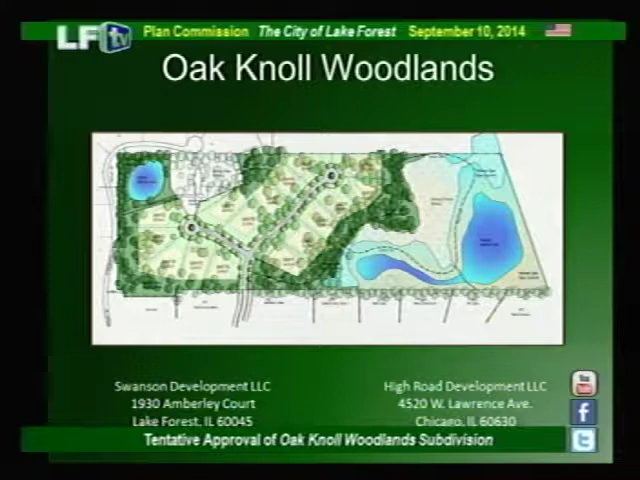 LFtv
Plan Commission The City of Lake Forest September 10, 2014
Oak Knoll Woodlands
Swanson Development LLC
1930 Amberley Court
Lake Forest, IL 60045
High Road Development LLC
4520 W. Lawrence Ave.
Chicago, IL 60630
You
Tentative Approval of Oak Knoll Woodlands Subdivision